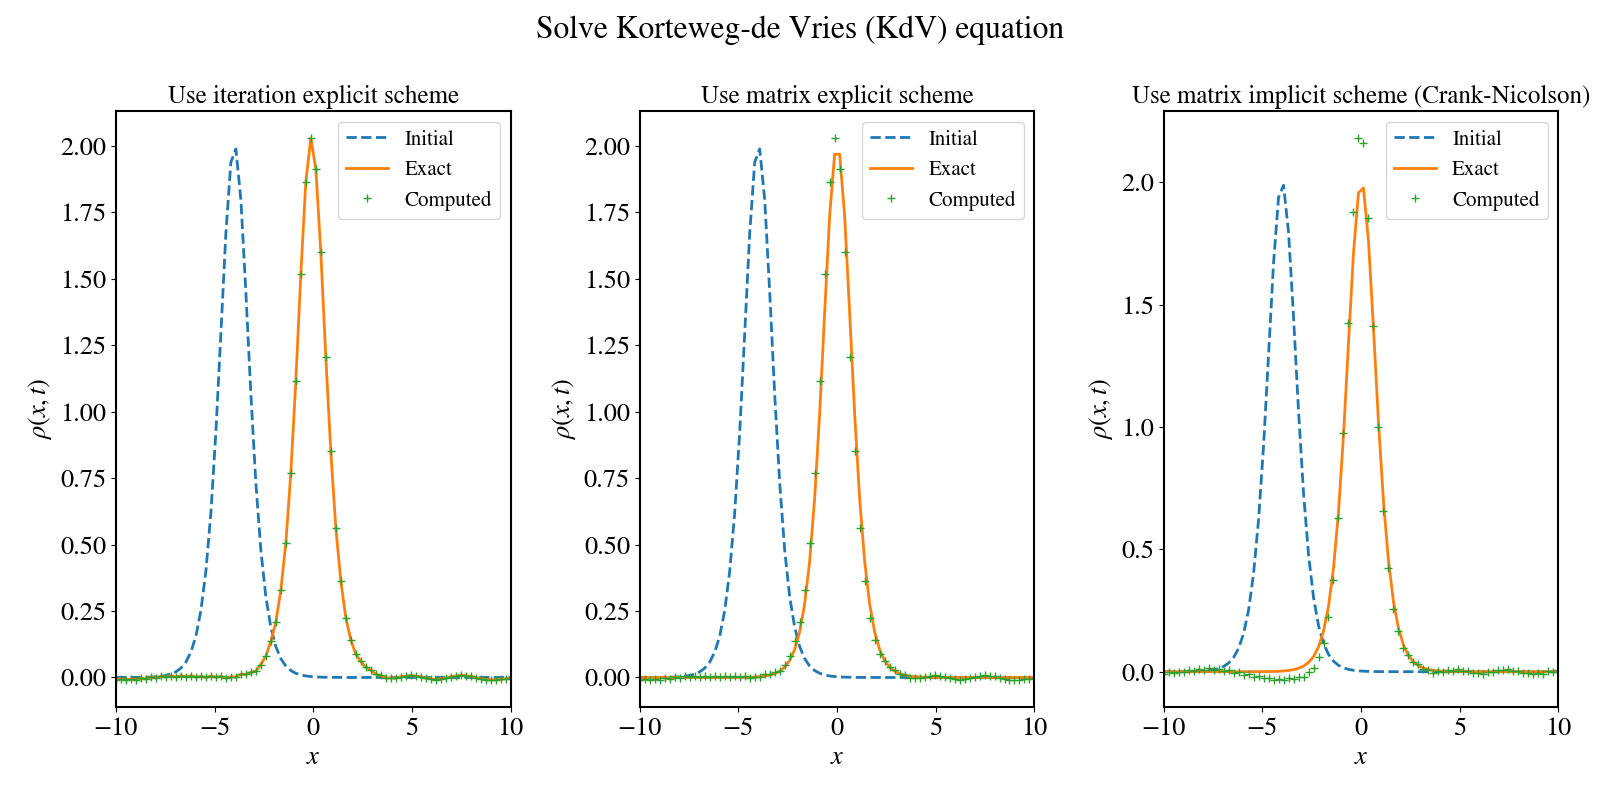 Solve Korteweg-de Vries (KdV) equation
Use iteration explicit scheme
2.00
1.75
1.50
1.25
1.00
0.75
0.50
0.25
0.00
ρ(x, t)
−10
−5
0
5
10
x
Initial
Exact
Computed
Use matrix explicit scheme
2.00
1.75
1.50
1.25
1.00
0.75
0.50
0.25
0.00
ρ(x, t)
−10
−5
0
5
10
x
Initial
Exact
Computed
Use matrix implicit scheme (Crank-Nicolson)
2.0
1.5
1.0
0.5
0.0
ρ(x, t)
−10
−5
0
5
10
x
Initial
Exact
Computed